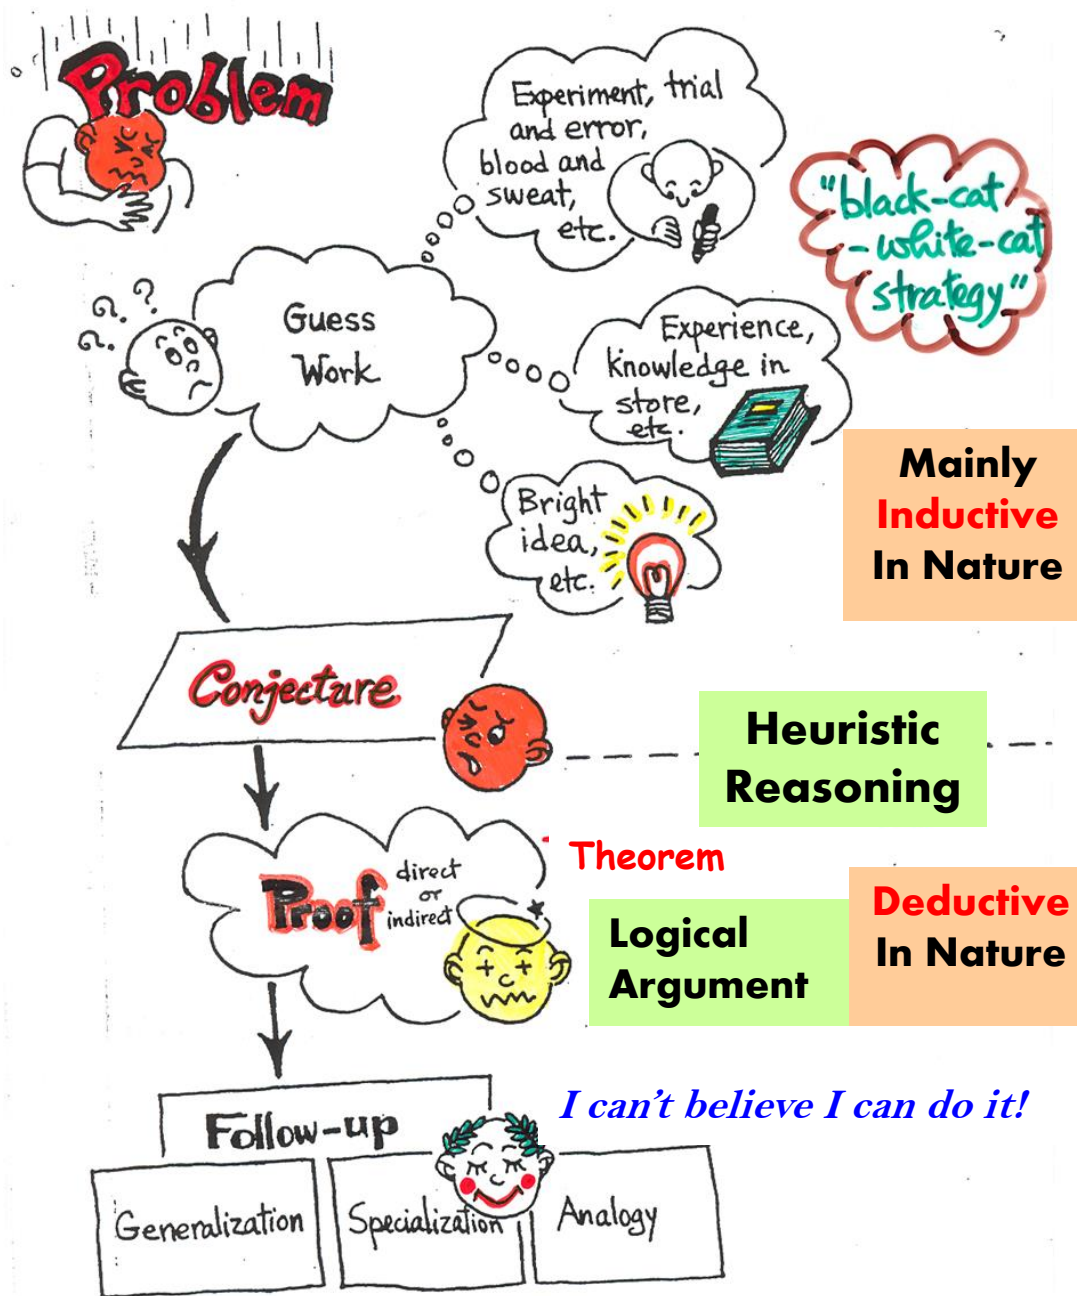 Problem
Experiment, trial
and error,
blood and
sweat,
etc.
"black-cat
-white-cat
strategy"
Guess
Work
? ? ?
Experience,
knowledge in
store,
etc.
Bright
idea,
etc.
Mainly
Inductive
In Nature
Conjecture
Heuristic
Reasoning
Theorem
Proof
direct
or
indirect
Logical
Argument
Deductive
In Nature
I can't believe I can do it!
Follow-up
Generalization
Specialization
Analogy